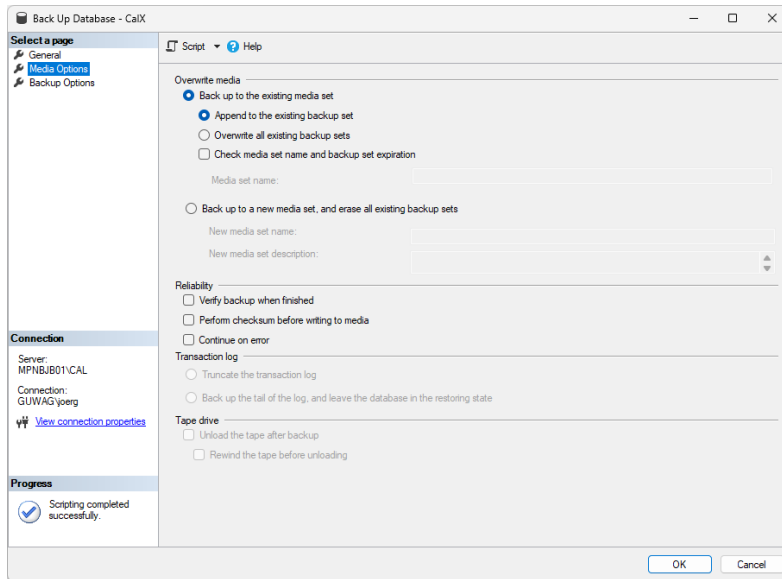 Back Up Database - CalX
Select a page
General
Media Options
Backup Options
Script
Help
Overwrite media
Back up to the existing media set
Append to the existing backup set
Overwrite all existing backup sets
Check media set name and backup set expiration
Media set name:
Back up to a new media set, and erase all existing backup sets
New media set name:
New media set description:
Reliability
Verify backup when finished
Perform checksum before writing to media
Continue on error
Transaction log
Truncate the transaction log
Back up the tail of the log, and leave the database in the restoring state
Tape drive
Unload the tape after backup
Rewind the tape before unloading
Connection
Server:
MPNBJB01\CAL
Connection:
GUWAG\joerg
View connection properties
Progress
Scripting completed
successfully.
OK
Cancel